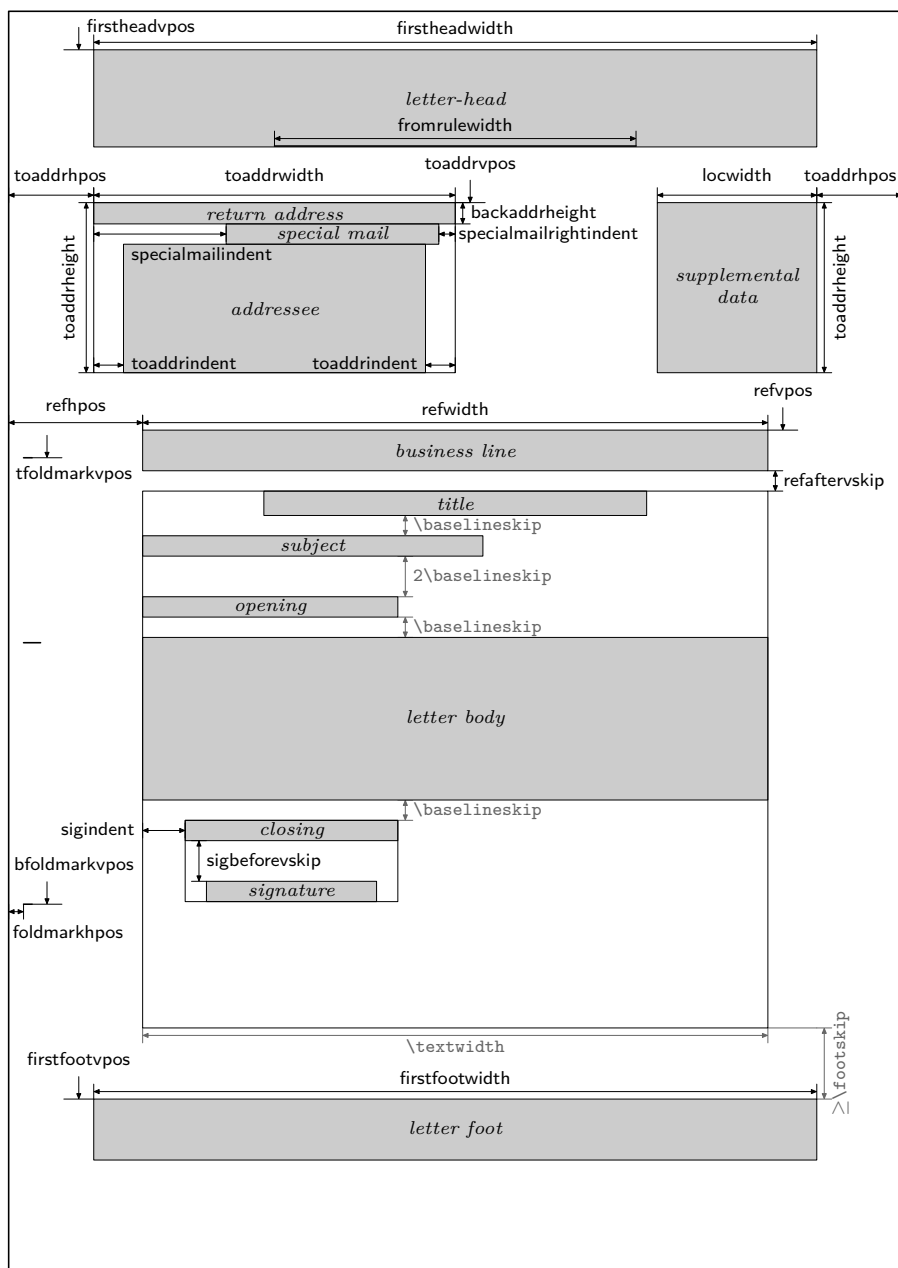 firstheadvpos
firstheadwidth
letter-head
fromrulewidth
toaddrvpos
toaddrhpos
toaddrwidth
locwidth
toaddrhpos
return address
backaddrheight
special mail
specialmailrightindent
specialmailindent
toaddrheight
addressee
supplemental
data
toaddrheight
toaddrindent
toaddrindent
refvpos
refhpos
refwidth
business line
tfoldmarkvpos
refaftervskip
title
\baselineskip
subject
2\baselineskip
opening
\baselineskip
letter body
\baselineskip
sigindent
closing
sigbeforevskip
bfoldmarkvpos
signature
foldmarkhpos
\textwidth
≥\footskip
firstfootvpos
firstfootwidth
letter foot